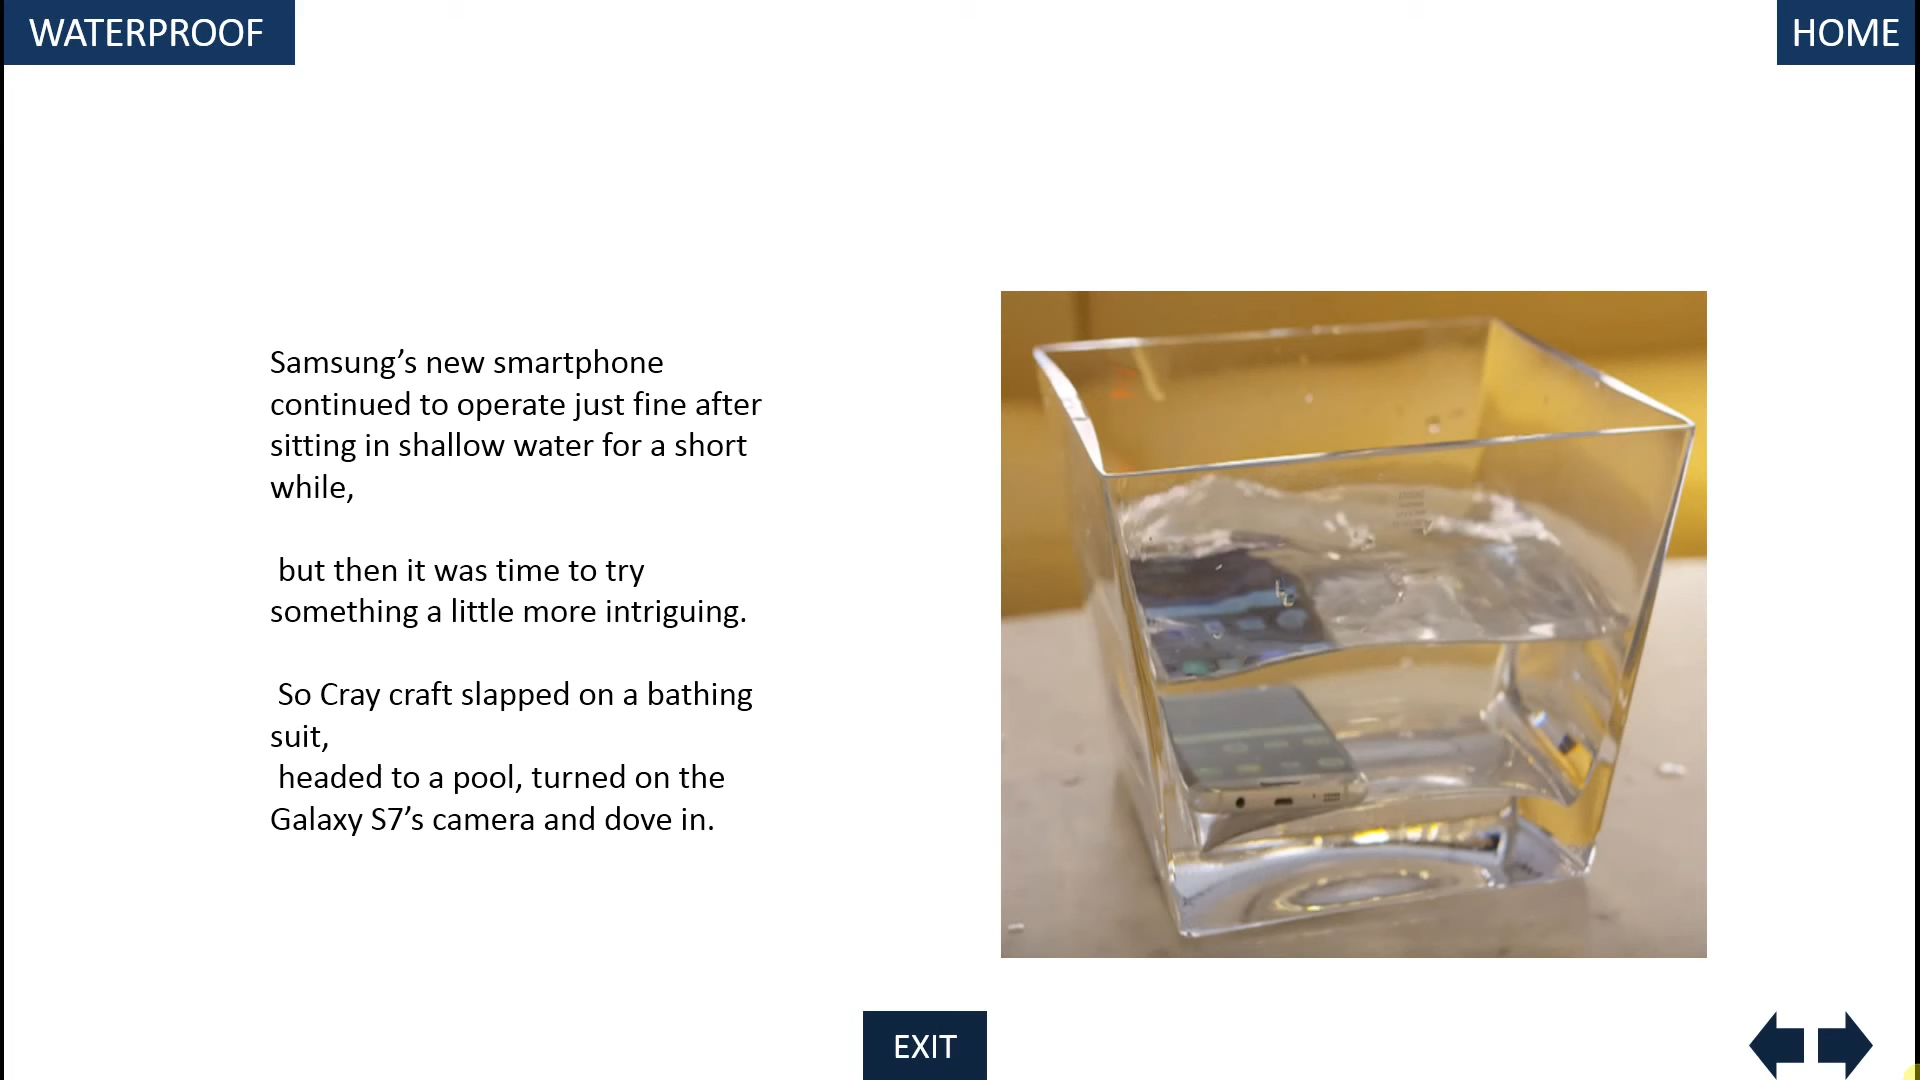 WATERPROOF
HOME
Samsung’s new smartphone
continued to operate just fine after
sitting in shallow water for a short
while,
but then it was time to try
something a little more intriguing.
So Cray craft slapped on a bathing
suit,
headed to a pool, turned on the
Galaxy S7’s camera and dove in.
EXIT